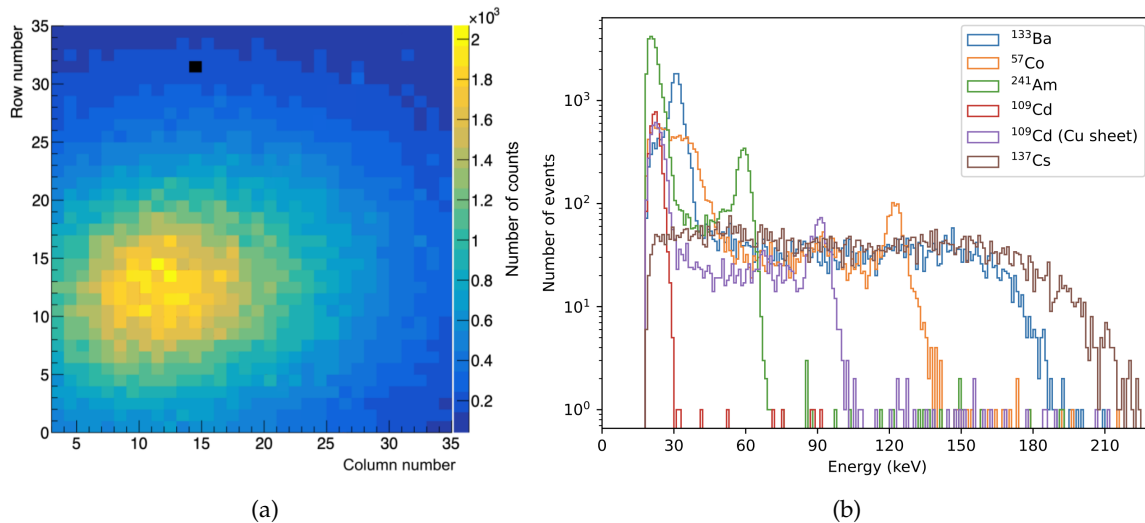 ×10³
35
30
25
20
15
10
5
0
Row number
5 10 15 20 25 30 35
Column number
2
1.8
1.6
1.4
1.2
1
0.8
0.6
0.4
0.2
Number of counts
(a)
¹³³Ba
⁵⁷Co
²⁴¹Am
¹⁰⁹Cd
¹⁰⁹Cd (Cu sheet)
¹³⁷Cs
10³
10²
10¹
10⁰
Number of events
0 30 60 90 120 150 180 210
Energy (keV)
(b)